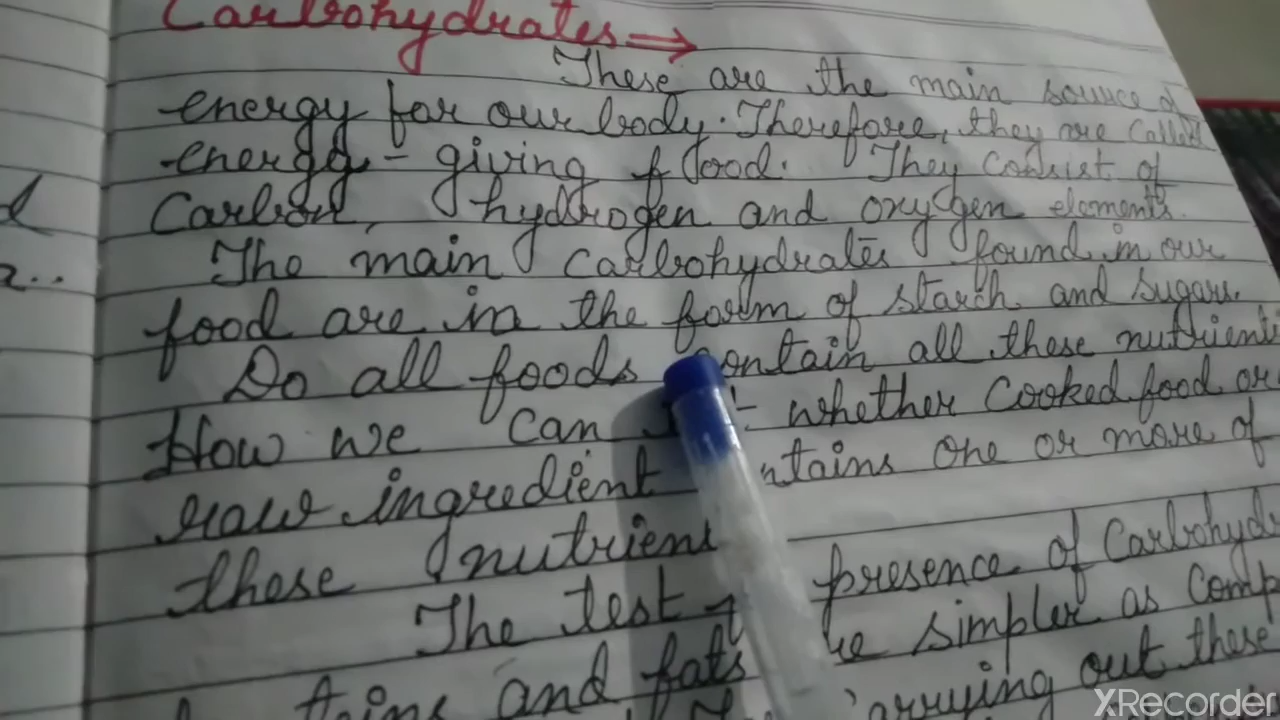 Carbohydrates ⇒
These are the main source of
energy for our body. Therefore, they are called
energy - giving food. They consist of
Carbon, hydrogen and oxygen elements.
The main carbohydrates found in our
food are in the form of starch and sugars.
Do all foods contain all these nutrients
How we can whether cooked food or
raw ingredient one or more of
these nutrient
The test presence of Carbohyd
simpler as comp
and fats carrying out these
XRecorder